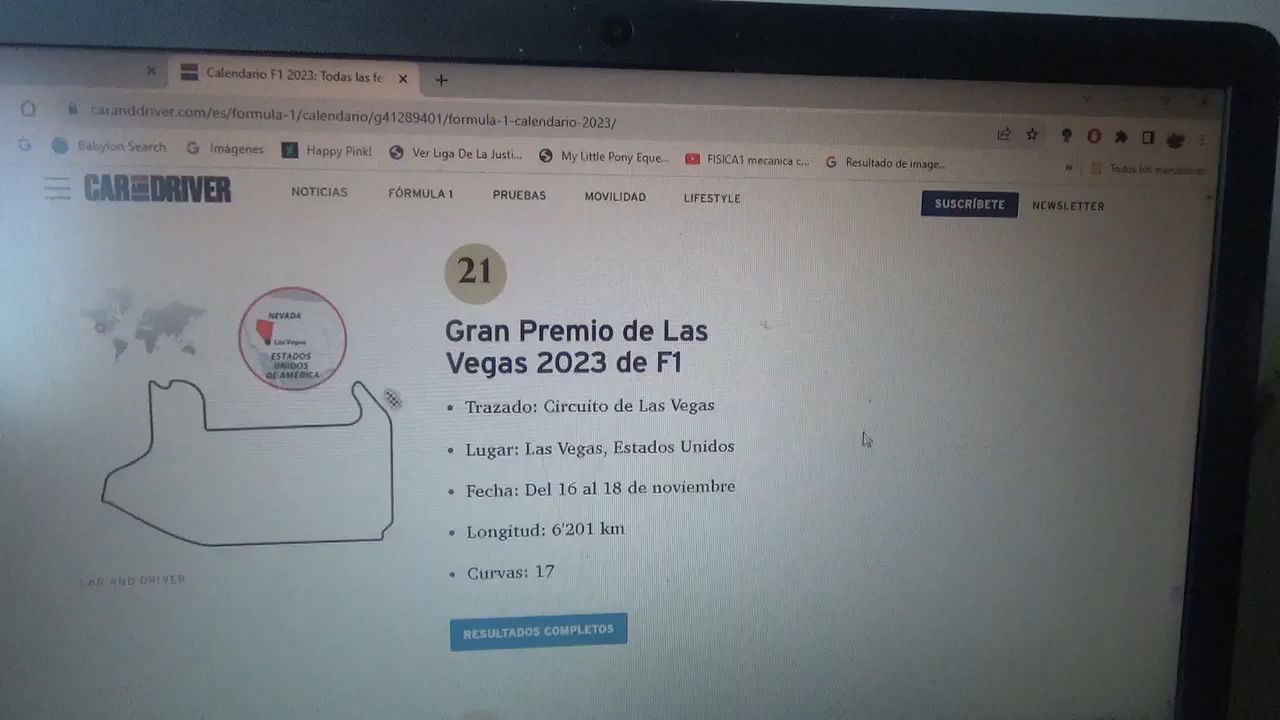 Calendario F1 2023: Todas las fe
caranddriver.com/es/formula-1/calendario/g41289401/formula-1-calendario-2023/
Babylon Search Imágenes Happy Pink! Ver Liga De La Justi... My Little Pony Eque... FISICA1 mecanica c... Resultado de image...
» Todos los marcadores
CAR AND DRIVER NOTICIAS FÓRMULA 1 PRUEBAS MOVILIDAD LIFESTYLE SUSCRÍBETE NEWSLETTER
21
NEVADA
Las Vegas
ESTADOS
UNIDOS
DE AMÉRICA
Gran Premio de Las
Vegas 2023 de F1
• Trazado: Circuito de Las Vegas
• Lugar: Las Vegas, Estados Unidos
• Fecha: Del 16 al 18 de noviembre
• Longitud: 6'201 km
• Curvas: 17
CAR AND DRIVER
RESULTADOS COMPLETOS